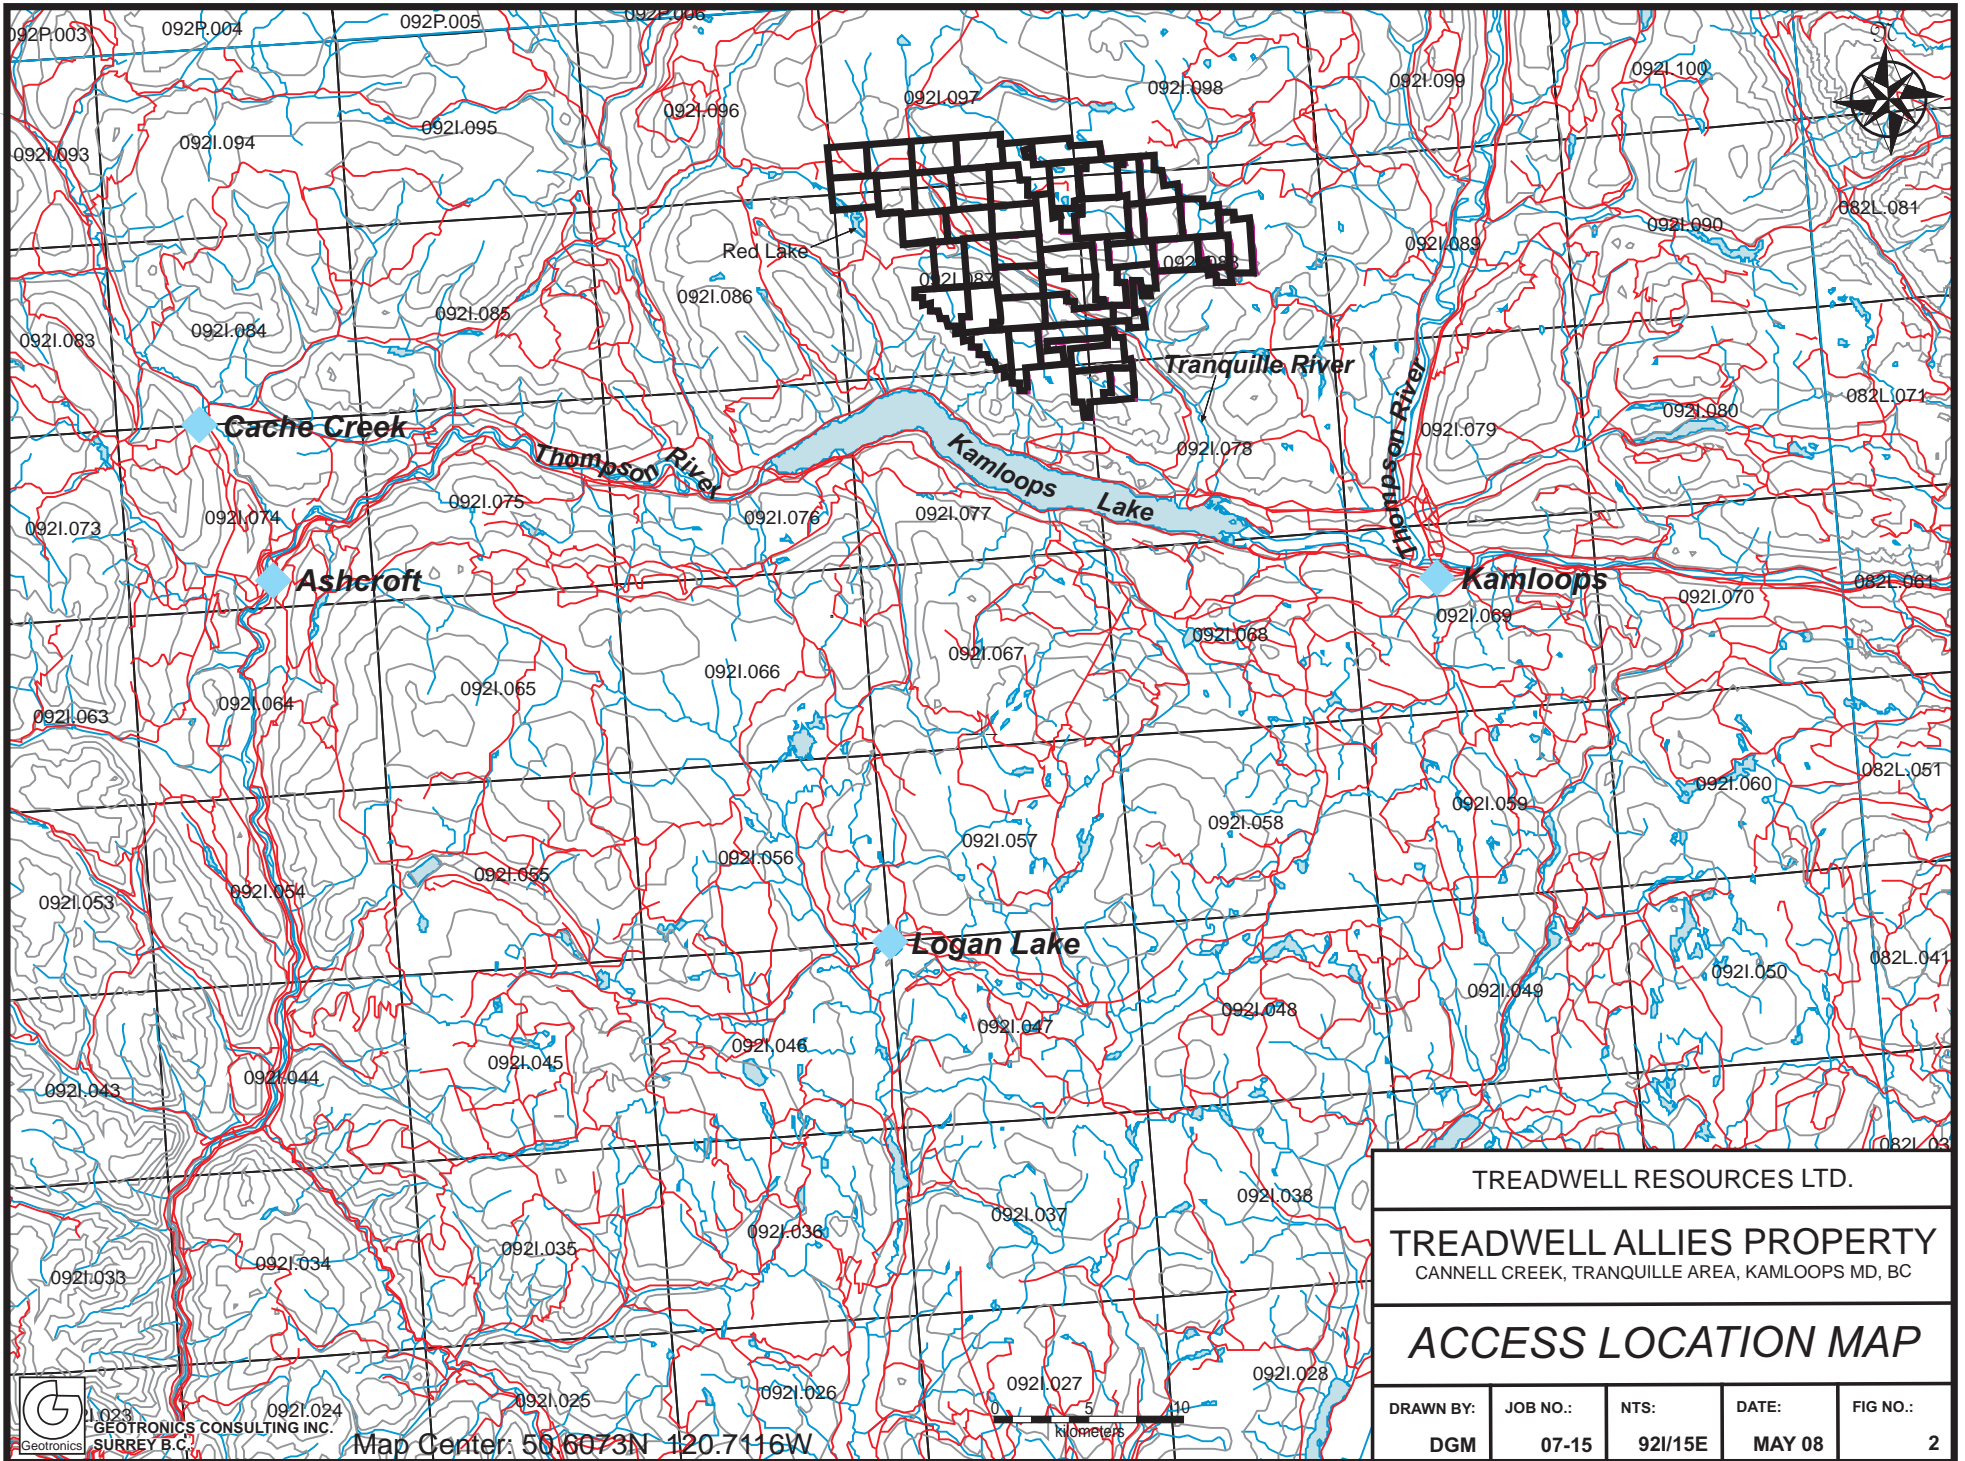 092P.003
092P.004
092P.005
092P.006
092I.093
092I.094
092I.095
092I.096
092I.097
092I.098
092I.099
092I.100
082L.081
092I.083
092I.084
092I.085
092I.086
Red Lake
092I.087
092I.089
092I.090
Tranquille River
Cache Creek
Thompson River
Kamloops Lake
Thompson River
092I.073
092I.074
092I.075
092I.076
092I.077
092I.078
092I.079
092I.080
082L.071
Ashcroft
Kamloops
092I.063
092I.064
092I.065
092I.066
092I.067
092I.068
092I.069
092I.070
082L.061
092I.053
092I.054
092I.055
092I.056
092I.057
092I.058
092I.059
092I.060
082L.051
Logan Lake
092I.043
092I.044
092I.045
092I.046
092I.047
092I.048
092I.049
092I.050
082L.041
092I.033
092I.034
092I.035
092I.036
092I.037
092I.038
082L.03
092I.024
092I.025
092I.026
092I.027
092I.028
0 5 10
kilometers
Map Center: 50.6073N 120.7116W
Geotronics
GEOTRONICS CONSULTING INC.
SURREY B.C.
TREADWELL RESOURCES LTD.
TREADWELL ALLIES PROPERTY
CANNELL CREEK, TRANQUILLE AREA, KAMLOOPS MD, BC
ACCESS LOCATION MAP
DRAWN BY: JOB NO.: NTS: DATE: FIG NO.:
DGM 07-15 92I/15E MAY 08 2